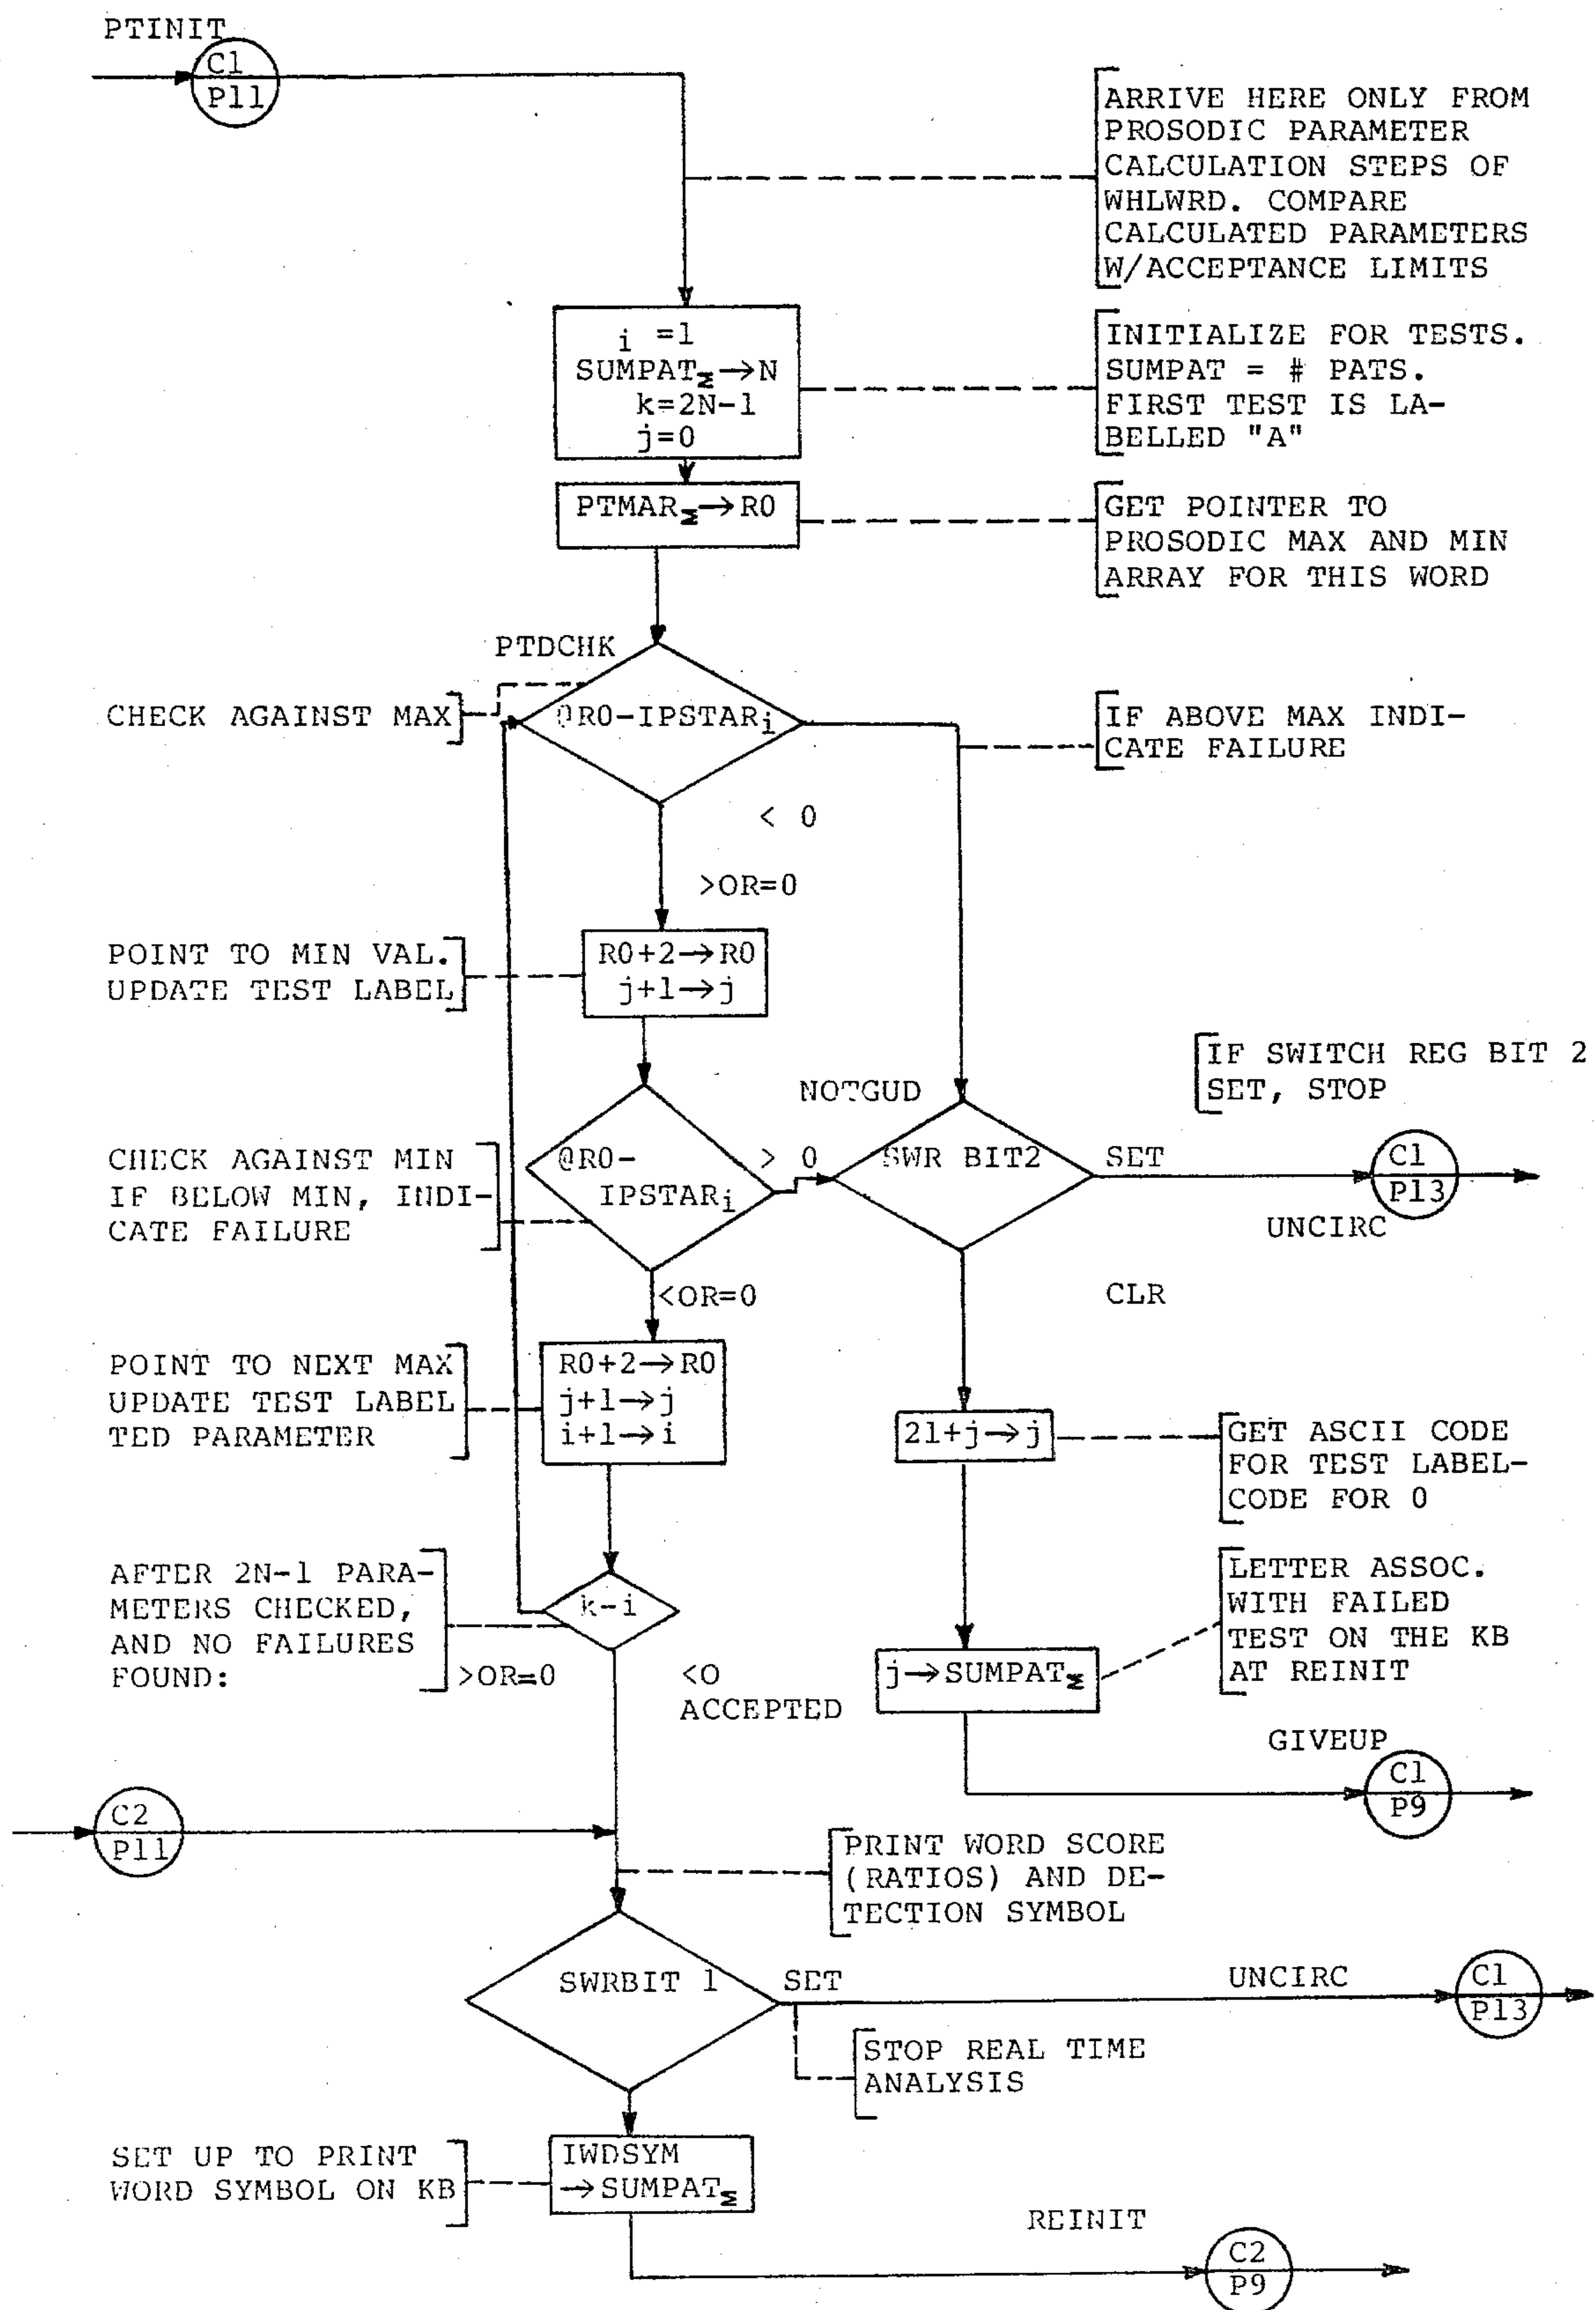 PTINIT
C1
P11
ARRIVE HERE ONLY FROM
PROSODIC PARAMETER
CALCULATION STEPS OF
WHLWRD. COMPARE
CALCULATED PARAMETERS
W/ACCEPTANCE LIMITS
i =1
SUMPATM→N
k=2N-1
j=0
INITIALIZE FOR TESTS.
SUMPAT = # PATS.
FIRST TEST IS LA-
BELLED "A"
PTMARM→R0
GET POINTER TO
PROSODIC MAX AND MIN
ARRAY FOR THIS WORD
PTDCHK
CHECK AGAINST MAX
@R0-IPSTARi
IF ABOVE MAX INDI-
CATE FAILURE
< 0
>OR=0
POINT TO MIN VAL.
UPDATE TEST LABEL
R0+2→R0
j+1→j
IF SWITCH REG BIT 2
SET, STOP
NOTGUD
CHECK AGAINST MIN
IF BELOW MIN, INDI-
CATE FAILURE
@R0-
IPSTARi
> 0
SWR BIT2
SET
C1
P13
UNCIRC
<OR=0
CLR
POINT TO NEXT MAX
UPDATE TEST LABEL
TED PARAMETER
R0+2→R0
j+1→j
i+1→i
21+j→j
GET ASCII CODE
FOR TEST LABEL-
CODE FOR 0
AFTER 2N-1 PARA-
METERS CHECKED,
AND NO FAILURES
FOUND:
>OR=0
k-i
<0
ACCEPTED
j→SUMPATM
LETTER ASSOC.
WITH FAILED
TEST ON THE KB
AT REINIT
GIVEUP
C1
P9
C2
P11
PRINT WORD SCORE
(RATIOS) AND DE-
TECTION SYMBOL
SWRBIT 1
SET
UNCIRC
C1
P13
STOP REAL TIME
ANALYSIS
SET UP TO PRINT
WORD SYMBOL ON KB
IWDSYM
→SUMPATM
REINIT
C2
P9